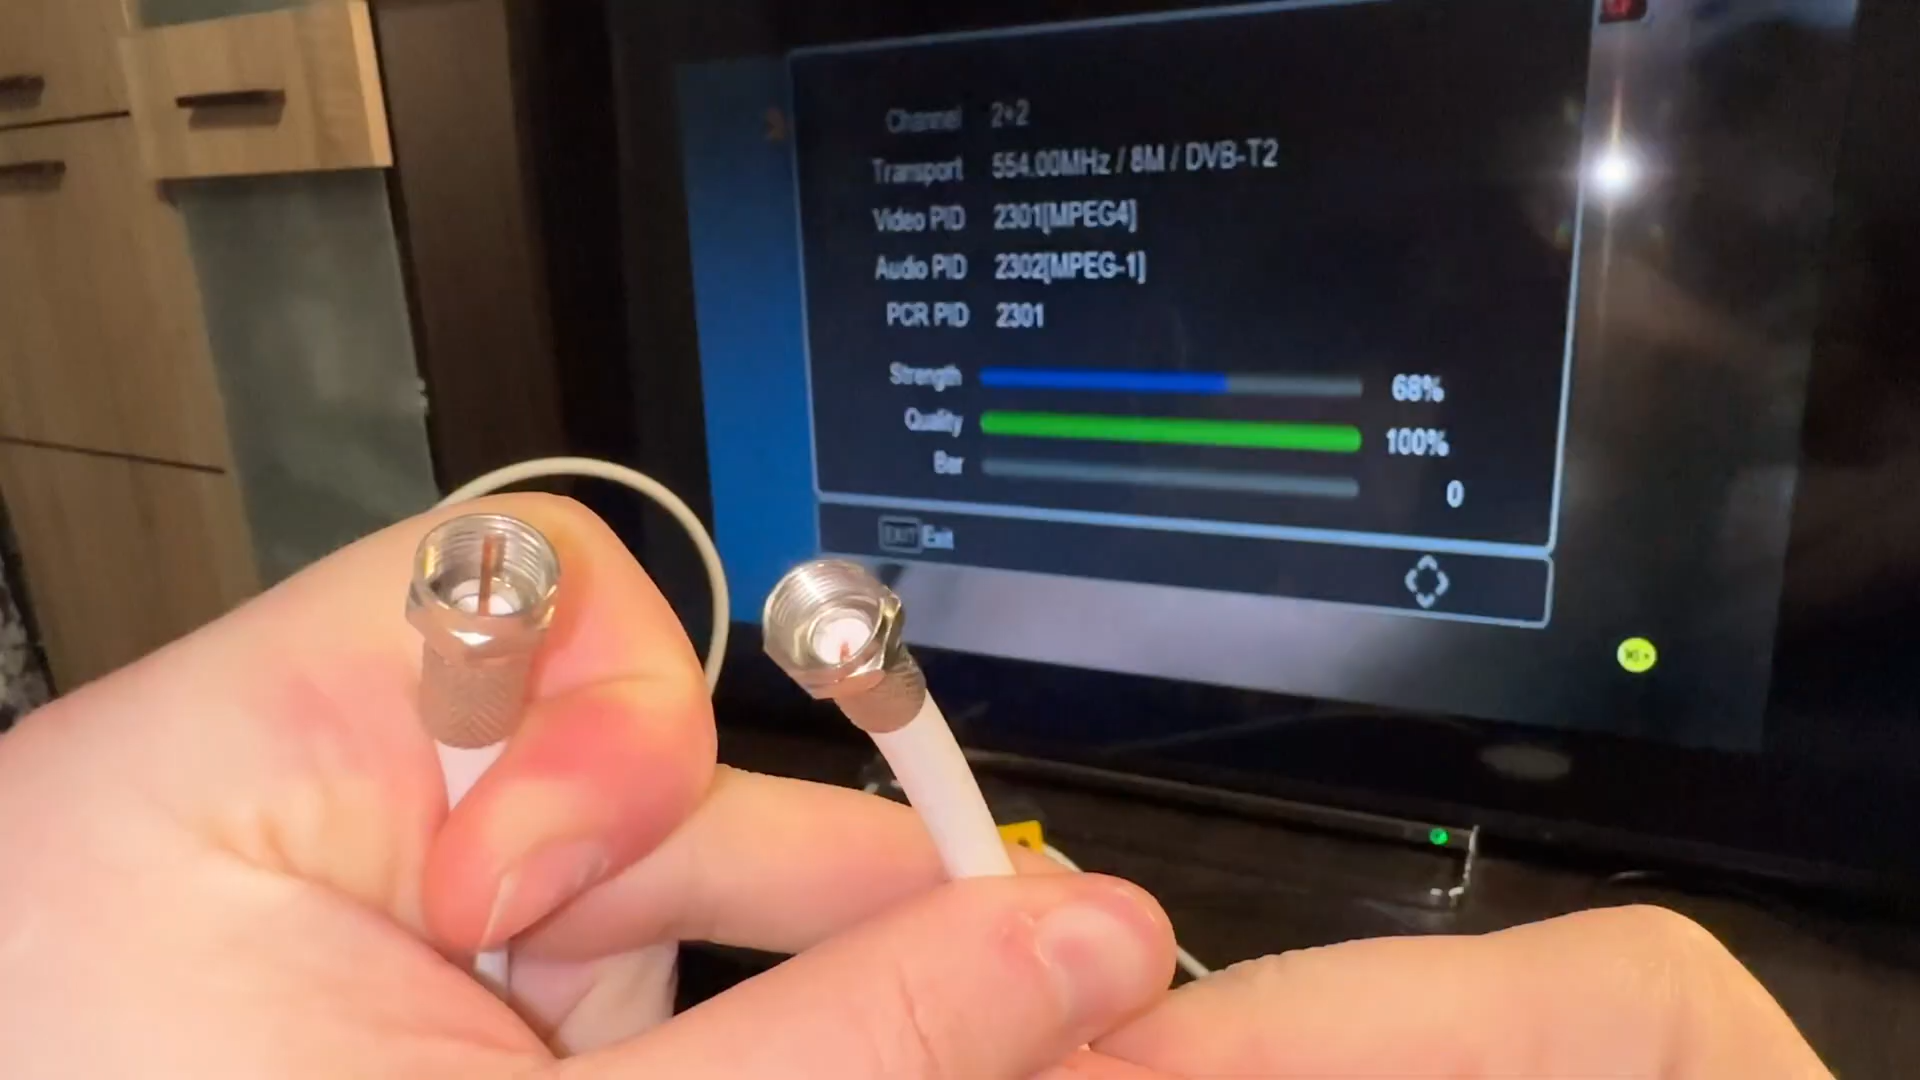 Channel 2+2
Transport 554.00MHz / 8M / DVB-T2
Video PID 2301[MPEG4]
Audio PID 2302[MPEG-1]
PCR PID 2301
Strength 68%
Quality 100%
Ber 0
EXIT Exit